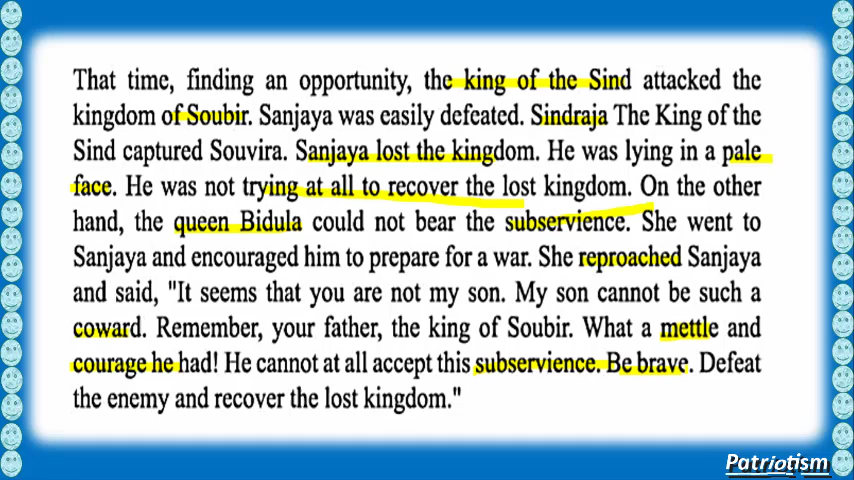 That time, finding an opportunity, the king of the Sind attacked the
kingdom of Soubir. Sanjaya was easily defeated. Sindraja The King of the
Sind captured Souvira. Sanjaya lost the kingdom. He was lying in a pale
face. He was not trying at all to recover the lost kingdom. On the other
hand, the queen Bidula could not bear the subservience. She went to
Sanjaya and encouraged him to prepare for a war. She reproached Sanjaya
and said, "It seems that you are not my son. My son cannot be such a
coward. Remember, your father, the king of Soubir. What a mettle and
courage he had! He cannot at all accept this subservience. Be brave. Defeat
the enemy and recover the lost kingdom."
Patriotism